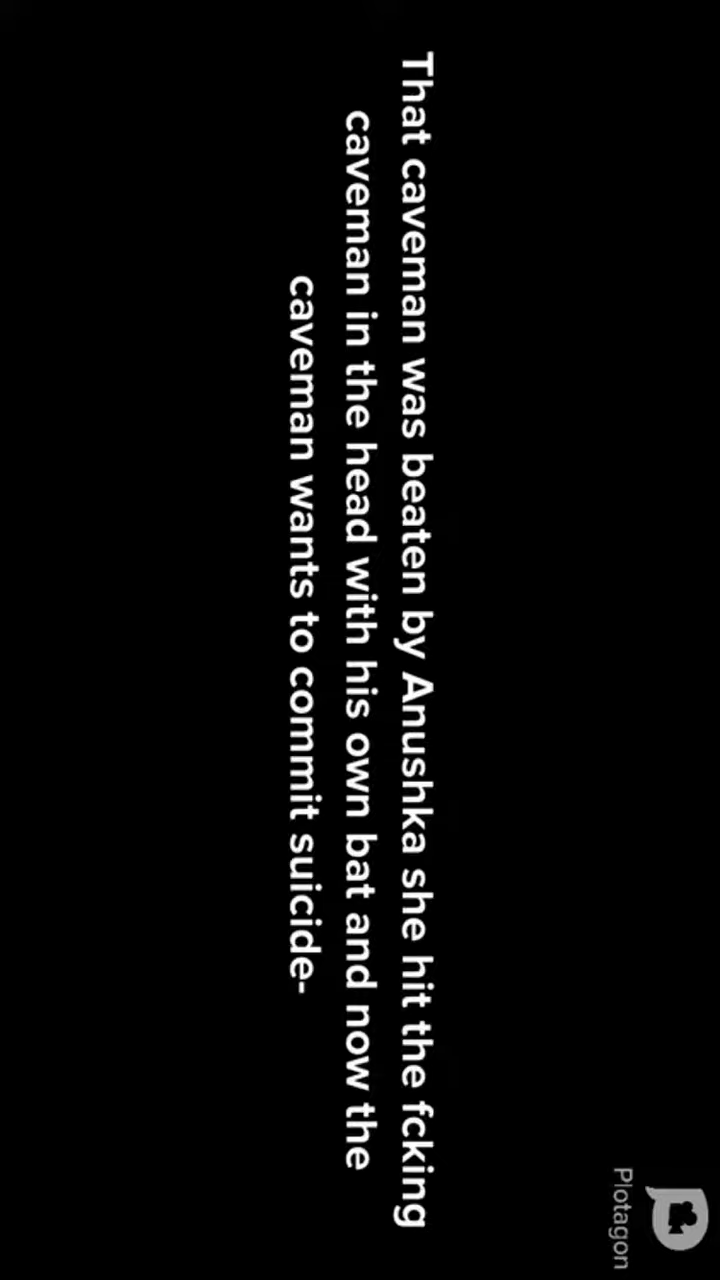 That caveman was beaten by Anushka she hit the fcking
caveman in the head with his own bat and now the
caveman wants to commit suicide-
Plotagon